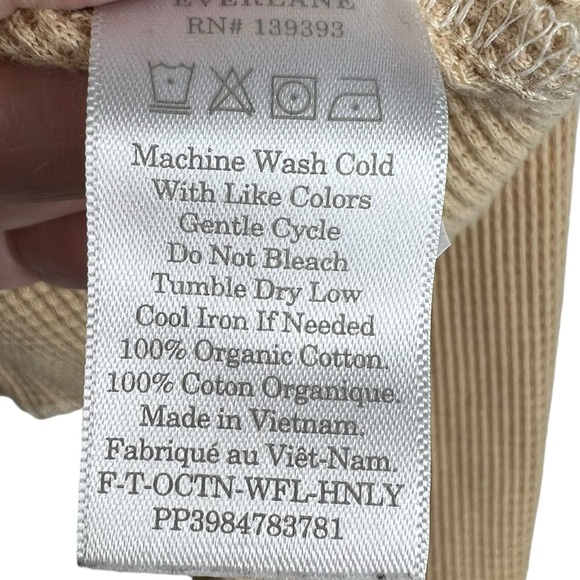 EVERLANE
RN# 139393
Machine Wash Cold
With Like Colors
Gentle Cycle
Do Not Bleach
Tumble Dry Low
Cool Iron If Needed
100% Organic Cotton.
100% Coton Organique.
Made in Vietnam.
Fabriqué au Viêt-Nam.
F-T-OCTN-WFL-HNLY
PP3984783781